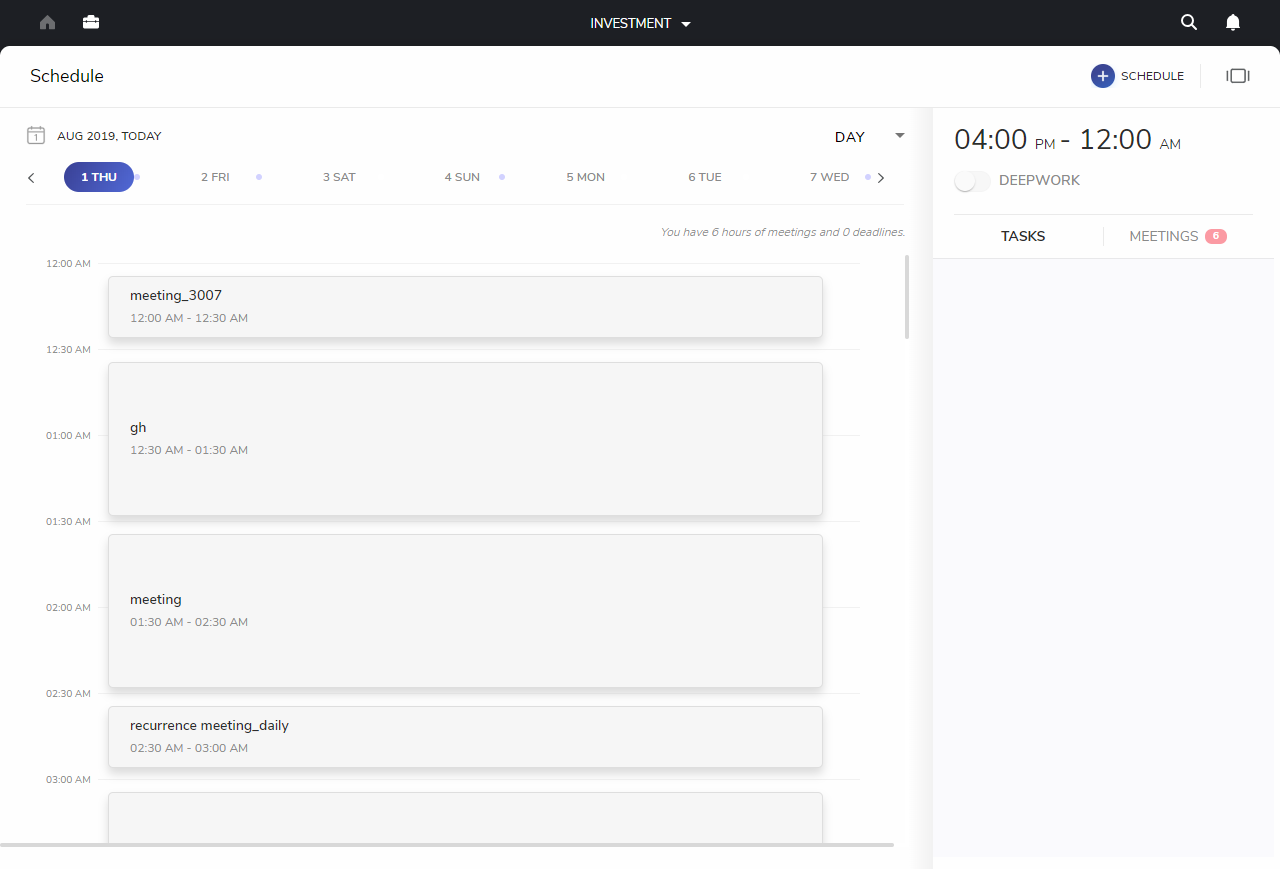 INVESTMENT
Schedule
SCHEDULE
1
AUG 2019, TODAY
DAY
1 THU
2 FRI
3 SAT
4 SUN
5 MON
6 TUE
7 WED
You have 6 hours of meetings and 0 deadlines.
12:00 AM
meeting_3007
12:00 AM - 12:30 AM
12:30 AM
gh
01:00 AM
12:30 AM - 01:30 AM
01:30 AM
meeting
02:00 AM
01:30 AM - 02:30 AM
02:30 AM
recurrence meeting_daily
02:30 AM - 03:00 AM
03:00 AM
04:00 PM - 12:00 AM
DEEPWORK
TASKS
MEETINGS 6